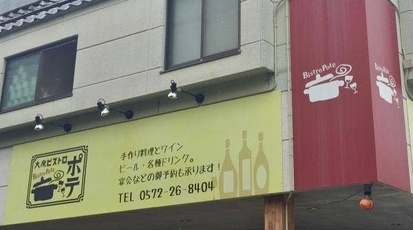 大衆ビストロ
Bistro Pote
ポテ
手作り料理とワイン
ビール・各種ドリンク。
宴会などの御予約も承ります!
TEL 0572-26-8404
Bistro Pote